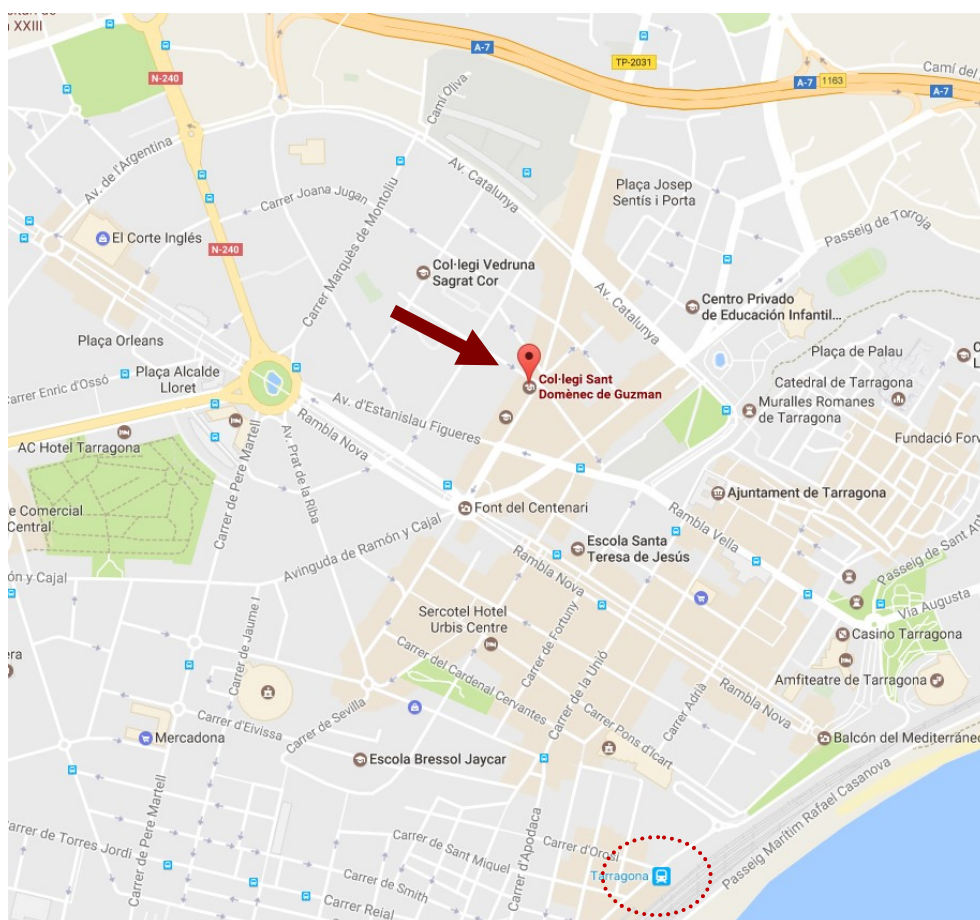 XXIII
A-7
TP-2031
N-240
A-7
1163
A-7
Camí del
Camí Oliva
Av. de l'Argentina
Av. Catalunya
Plaça Josep
Sentís i Porta
Carrer Joana Jugan
Carrer Marquès de Montoliu
Passeig de Torroja
El Corte Inglés
N-240
Col·legi Vedruna
Sagrat Cor
Centro Privado
de Educación Infantil...
Av. Catalunya
Plaça Orleans
Plaça de Palau
Plaça Alcalde
Lloret
Carrer Enric d'Ossó
Col·legi Sant
Domènec de Guzman
Catedral de Tarragona
Muralles Romanes
de Tarragona
Av. d'Estanislau Figueres
Rambla Nova
AC Hotel Tarragona
Carrer de Pere Martell
Av. Prat de la Riba
Fundació
Ajuntament de Tarragona
e Comercial
Central
Font del Centenari
Rambla Vella
Escola Santa
Teresa de Jesús
Avinguda de Ramón y Cajal
Rambla Nova
Passeig de Sant
ón y Cajal
Via Augusta
Sercotel Hotel
Urbis Centre
Carrer de Fortuny
Casino Tarragona
Carrer de Jaume I
Carrer del Cardenal Cervantes
Carrer de la Unió
Carrer Adrià
Rambla Nova
Amfiteatre de Tarragona
era
Carrer d'Eivissa
Carrer de Sevilla
Carrer Pons d'Icart
Mercadona
Balcón del Mediterráneo
Escola Bressol Jaycar
Carrer de Pere Martell
Passeig Marítim Rafael Casanova
Carrer de Torres Jordi
Carrer de Sant Miquel
Carrer d'Apodaca
Carrer d'Orosi
Tarragona
Carrer de Smith
Carrer Reial